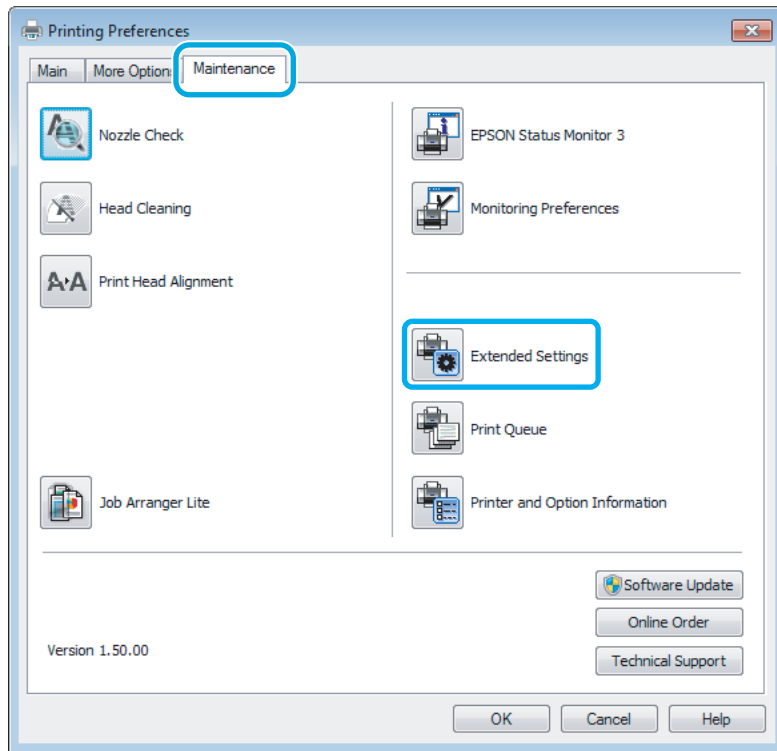 Printing Preferences
Main
More Option
Maintenance
Nozzle Check
Head Cleaning
A
A
Print Head Alignment
Job Arranger Lite
EPSON Status Monitor 3
Monitoring Preferences
Extended Settings
Print Queue
Printer and Option Information
Version 1.50.00
Software Update
Online Order
Technical Support
OK
Cancel
Help